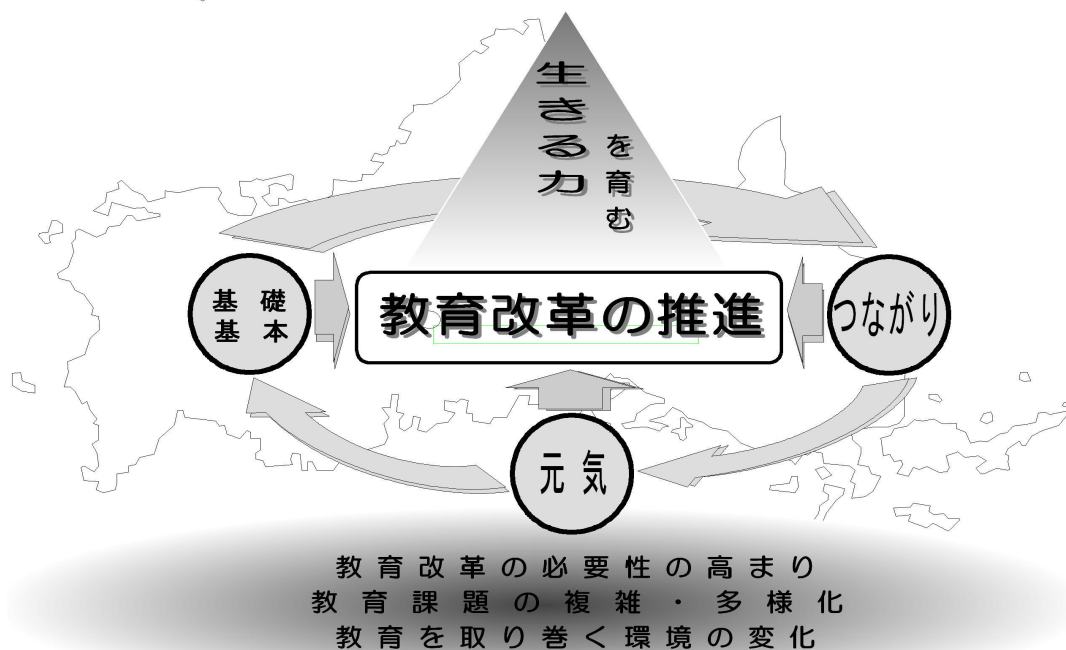 生きる力
を育む
基礎
基本
教育改革の推進
つながり
元気
教育改革の必要性の高まり
教育課題の複雑・多様化
教育を取り巻く環境の変化